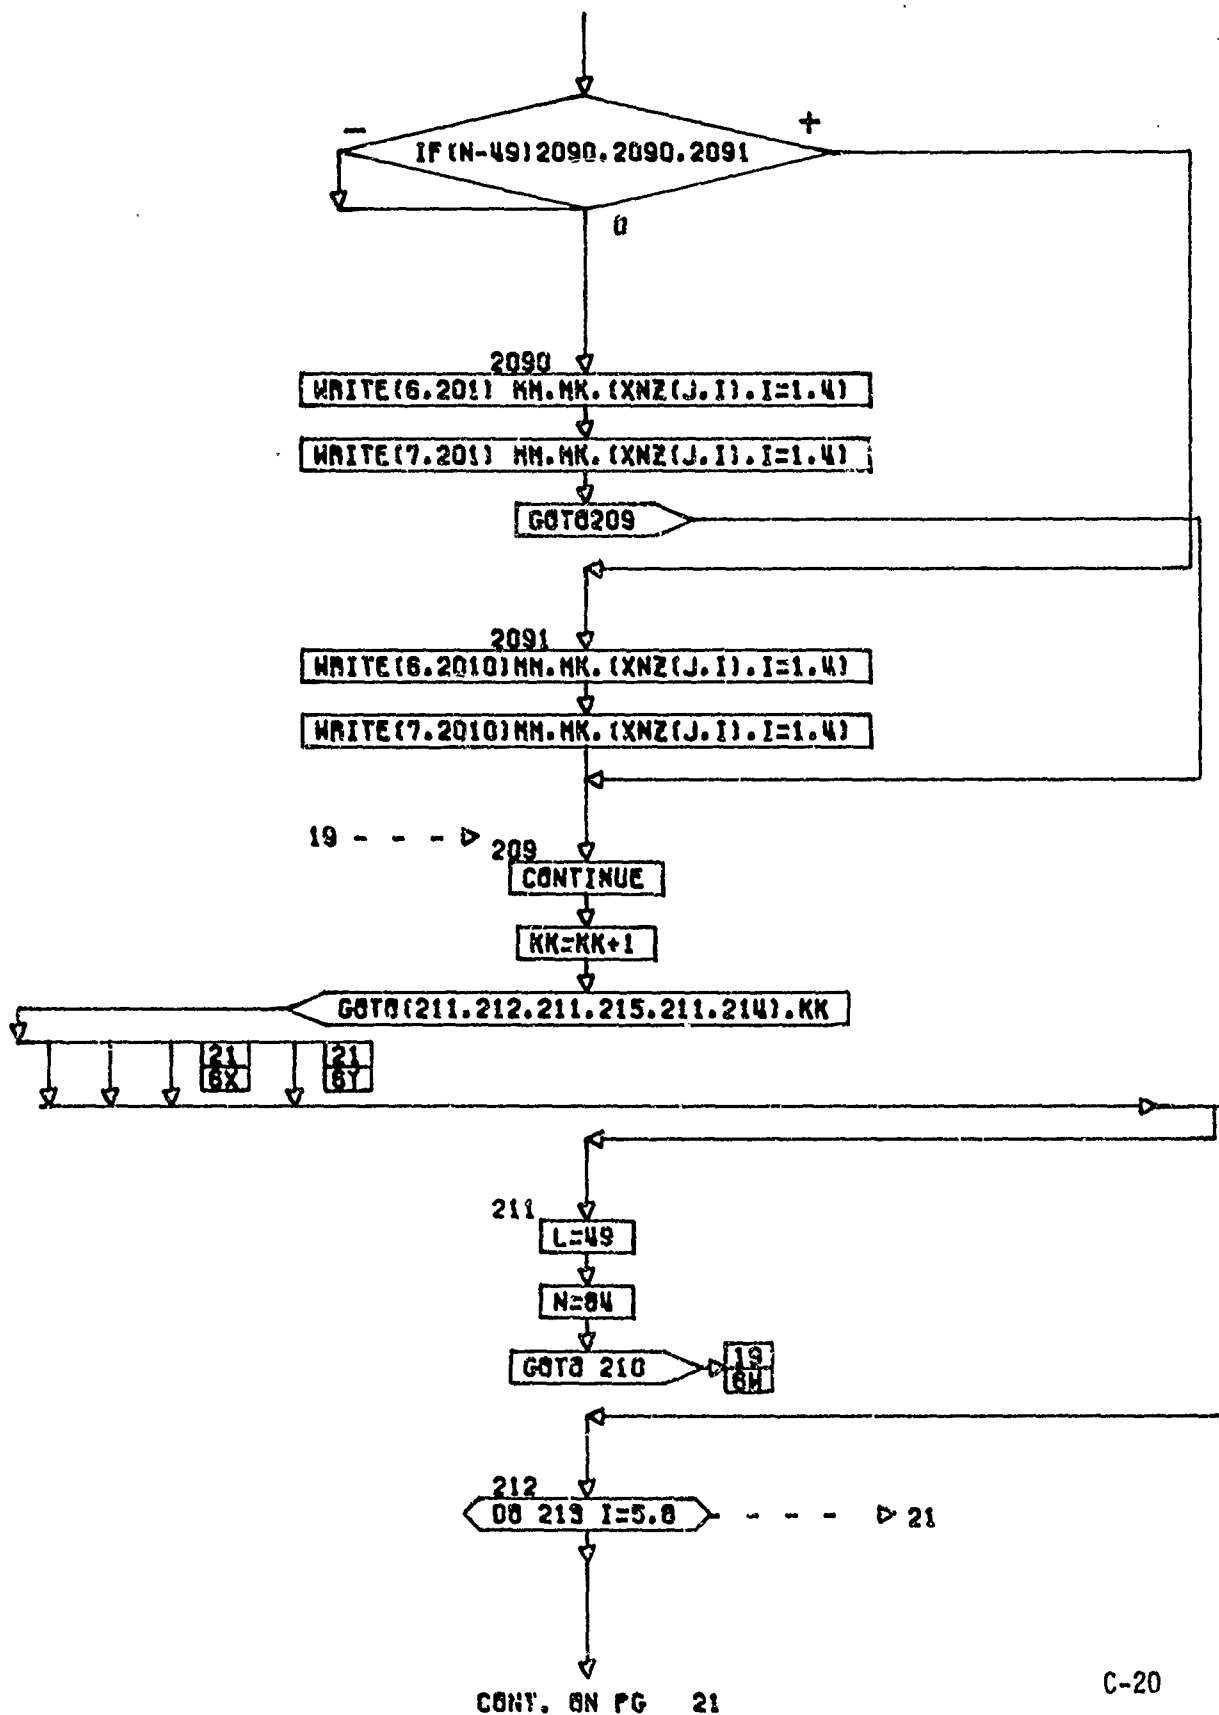 - +
IF(N-49)2090.2090.2091
0
2090
WRITE(6.201) MM.MK.(XNZ(J.I).I=1.4)
WRITE(7.201) MM.MK.(XNZ(J.I).I=1.4)
GOTO209
2091
WRITE(6.2010)MM.MK.(XNZ(J.I).I=1.4)
WRITE(7.2010)MM.MK.(XNZ(J.I).I=1.4)
19 - - -
209
CONTINUE
KK=KK+1
GOTO(211.212.211.215.211.214).KK
21 21
6X 6Y
211
L=49
N=84
GOTO 210
19
6M
212
DO 213 I=5.8 - - - - 21
CONT. ON PG 21
C-20